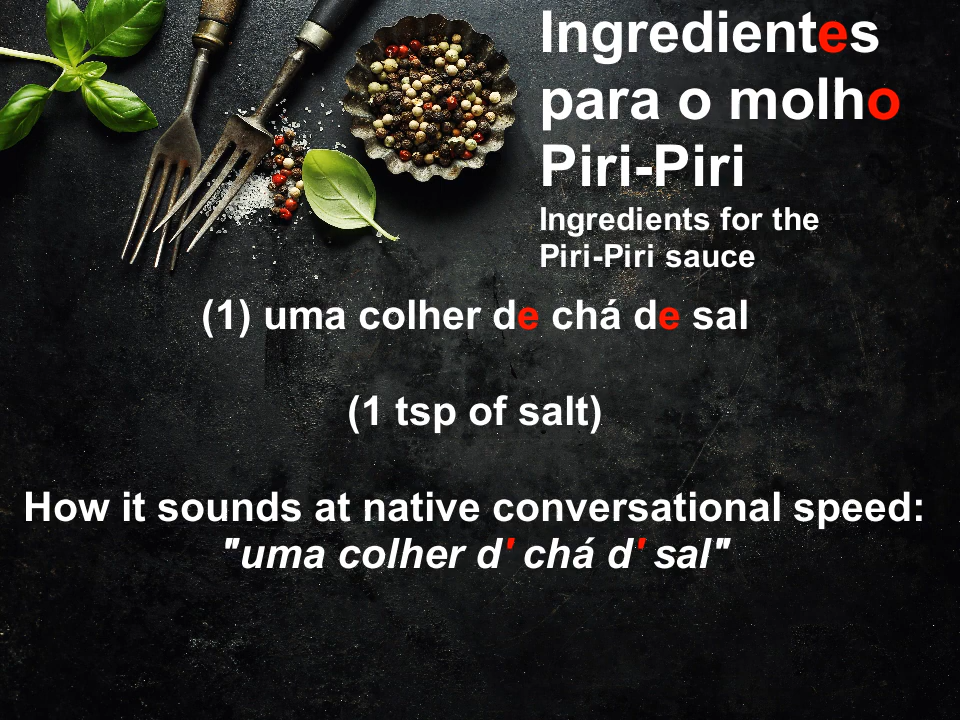 Ingredientes
para o molho
Piri-Piri
Ingredients for the
Piri-Piri sauce
(1) uma colher de chá de sal
(1 tsp of salt)
How it sounds at native conversational speed:
"uma colher d' chá d' sal"